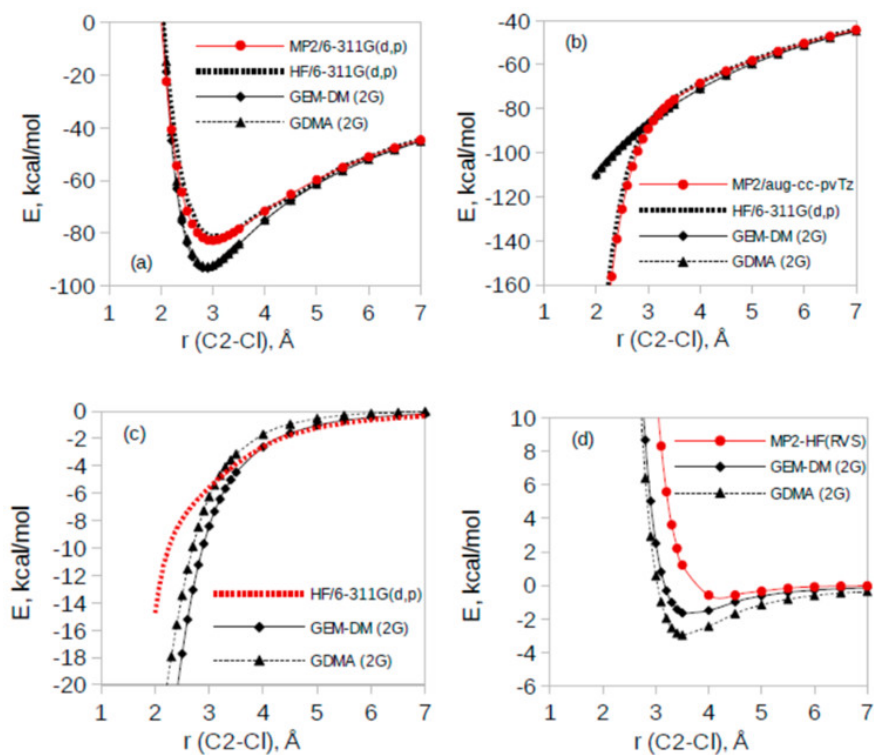 0
-20
-40
-60
-80
-100
E, kcal/mol
MP2/6-311G(d,p)
HF/6-311G(d,p)
GEM-DM (2G)
GDMA (2G)
(a)
1 2 3 4 5 6 7
r (C2-Cl), Å
-40
-60
-80
-100
-120
-140
-160
E, kcal/mol
(b)
MP2/aug-cc-pvTz
HF/6-311G(d,p)
GEM-DM (2G)
GDMA (2G)
1 2 3 4 5 6 7
r (C2-Cl), Å
0
-2
-4
-6
-8
-10
-12
-14
-16
-18
-20
E, kcal/mol
(c)
HF/6-311G(d,p)
GEM-DM (2G)
GDMA (2G)
1 2 3 4 5 6 7
r (C2-Cl), Å
10
8
6
4
2
0
-2
-4
-6
E, kcal/mol
(d)
MP2-HF(RVS)
GEM-DM (2G)
GDMA (2G)
1 2 3 4 5 6 7
r (C2-Cl), Å